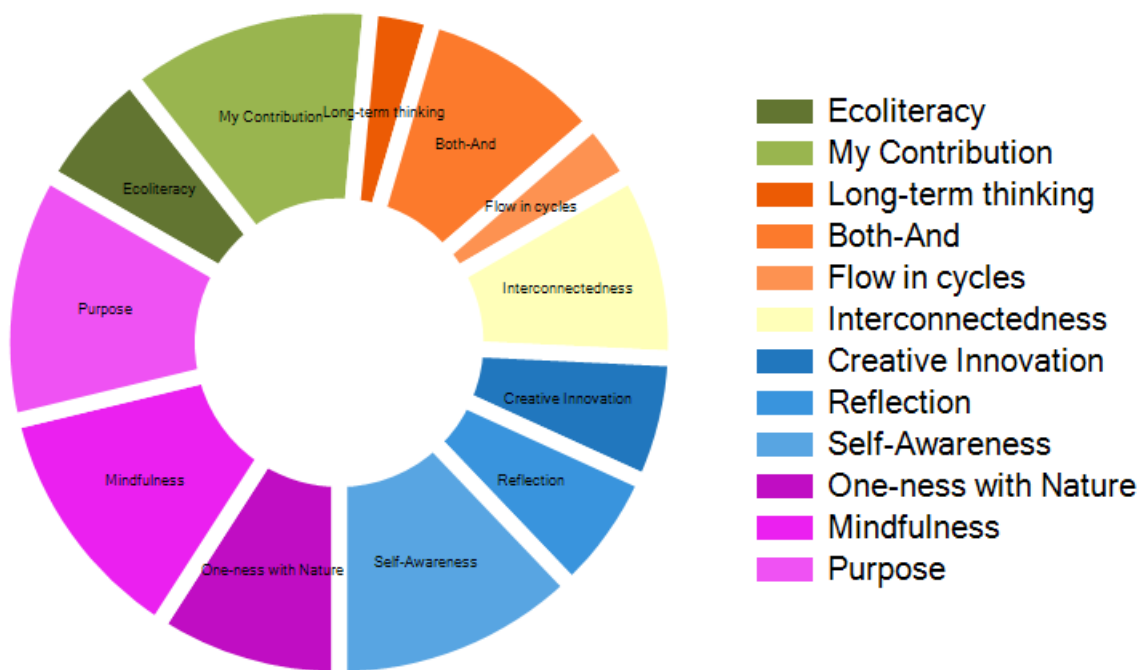 My Contribution
Long-term thinking
Both-And
Flow in cycles
Ecoliteracy
Interconnectedness
Purpose
Creative Innovation
Mindfulness
Reflection
One-ness with Nature
Self-Awareness
Ecoliteracy
My Contribution
Long-term thinking
Both-And
Flow in cycles
Interconnectedness
Creative Innovation
Reflection
Self-Awareness
One-ness with Nature
Mindfulness
Purpose